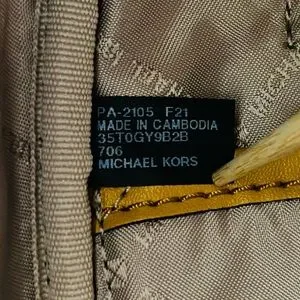 PA-2105 F21
MADE IN CAMBODIA
35T0GY9B2B
706
MICHAEL KORS